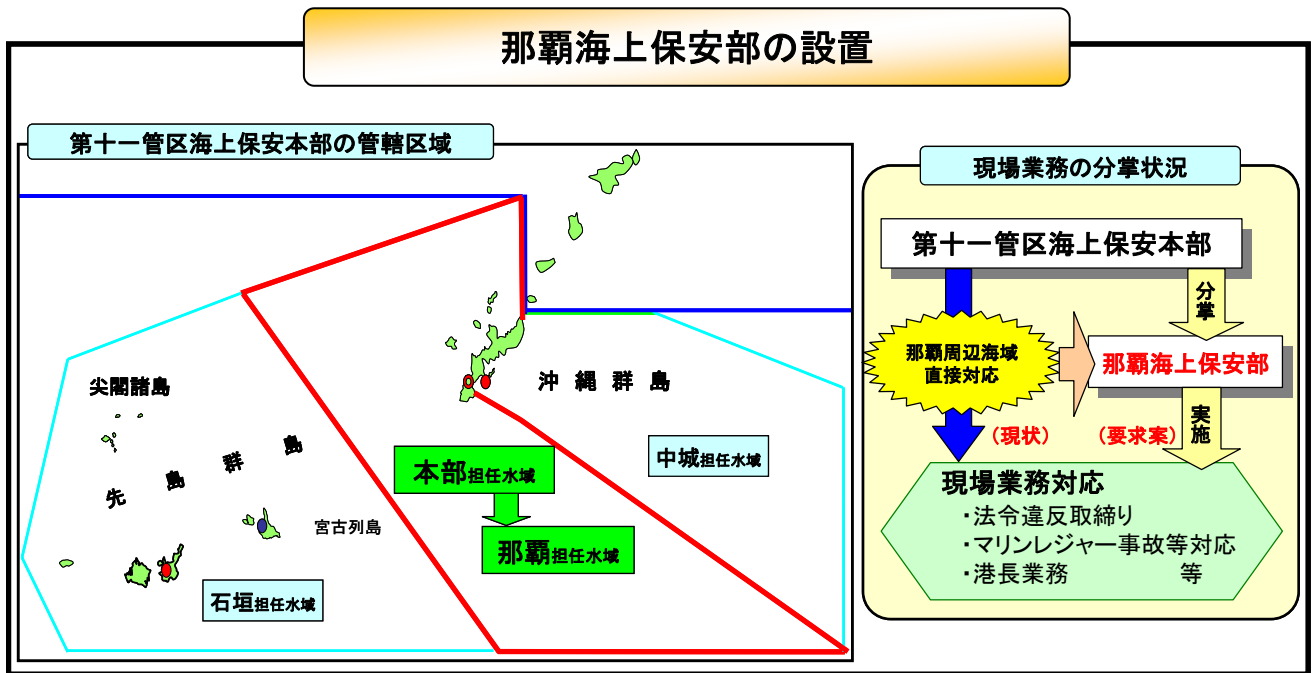 那覇海上保安部の設置
第十一管区海上保安本部の管轄区域
尖閣諸島
先島群島
宮古列島
石垣担任水域
沖縄群島
中城担任水域
本部担任水域
那覇担任水域
現場業務の分掌状況
第十一管区海上保安本部
分掌
那覇周辺海域
直接対応
那覇海上保安部
(現状)
(要求案)
実施
現場業務対応
・法令違反取締り
・マリンレジャー事故等対応
・港長業務 等